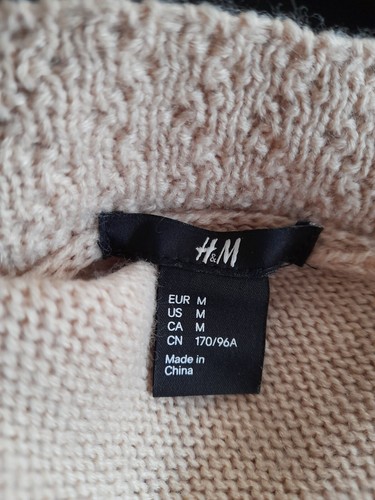 H&M
EUR M
US M
CA M
CN 170/96A
Made in
China